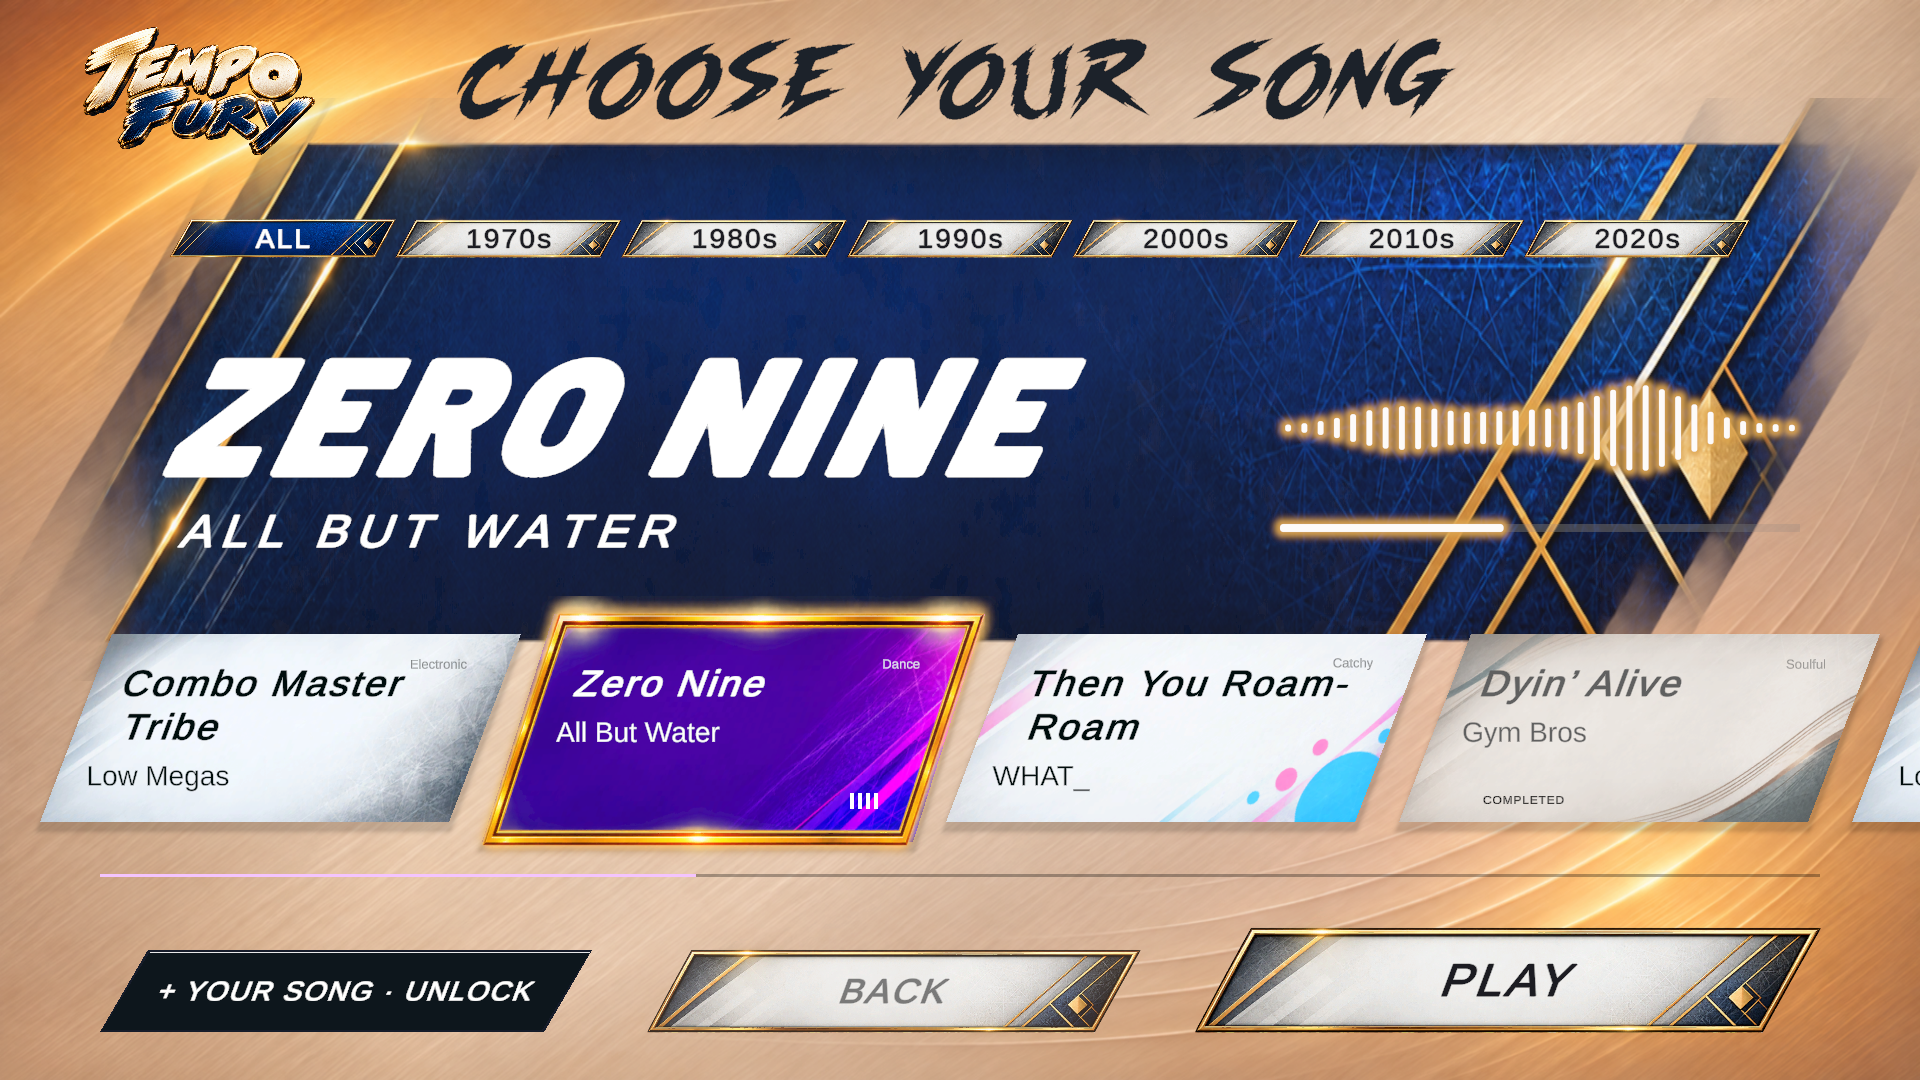 TEMPO
FURY
CHOOSE YOUR SONG
ALL
1970s
1980s
1990s
2000s
2010s
2020s
ZERO NINE
ALL BUT WATER
Combo Master
Tribe
Electronic
Low Megas
Zero Nine
Dance
All But Water
Then You Roam-
Roam
Catchy
WHAT_
Dyin’ Alive
Soulful
Gym Bros
COMPLETED
Lo
+ YOUR SONG · UNLOCK
BACK
PLAY